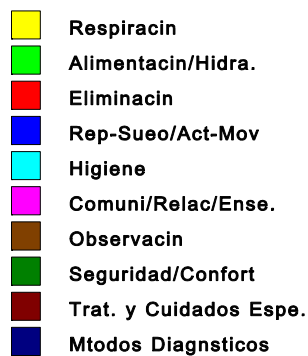 Respiracin
Alimentacin/Hidra.
Eliminacin
Rep-Sueo/Act-Mov
Higiene
Comuni/Relac/Ense.
Observacin
Seguridad/Confort
Trat. y Cuidados Espe.
Mtodos Diagnsticos